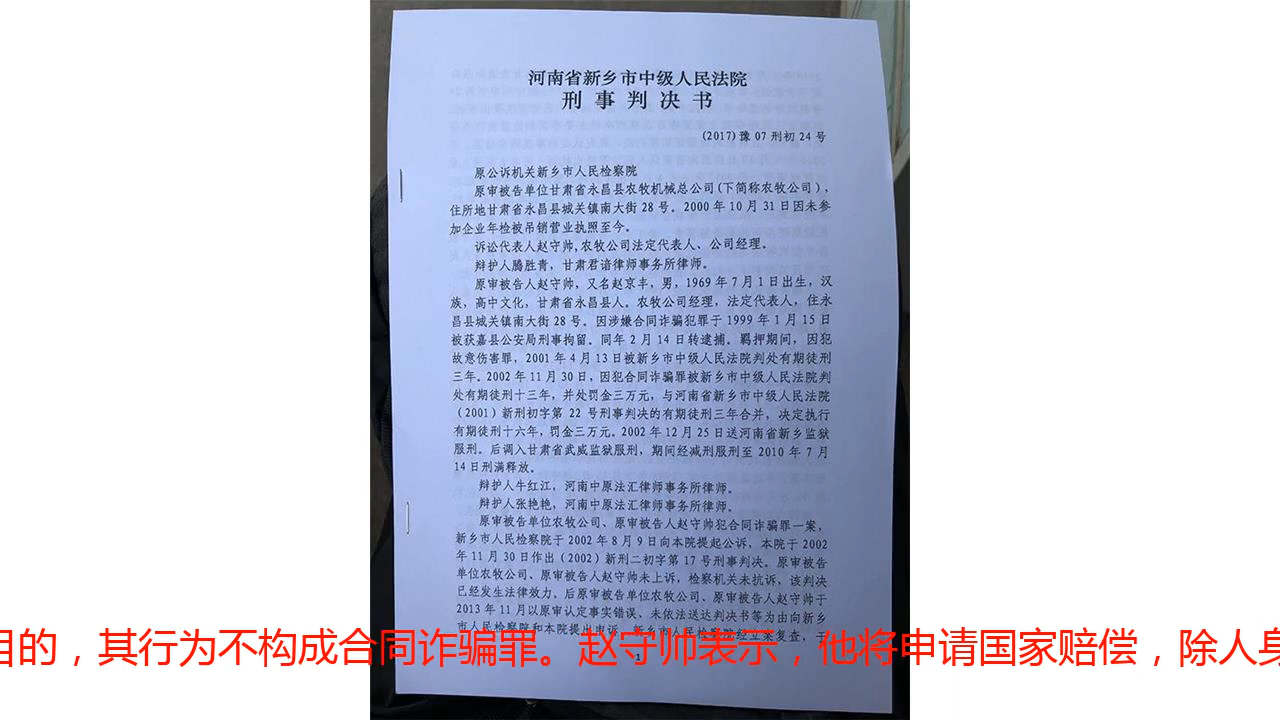 河南省新乡市中级人民法院
刑事判决书
(2017)豫07刑初24号
原公诉机关新乡市人民检察院
原审被告单位甘肃省永昌县农牧机械总公司(下简称农牧公司),
住所地甘肃省永昌县城关镇南大街28号。2000年10月31日因未参
加企业年检被吊销营业执照至今。
诉讼代表人赵守帅,农牧公司法定代表人、公司经理。
辩护人腾胜青，甘肃君谙律师事务所律师。
原审被告人赵守帅，又名赵京丰，男，1969年7月1日出生，汉
族，高中文化，甘肃省永昌县人。农牧公司经理，法定代表人，住永
昌县城关镇南大街28号。因涉嫌合同诈骗犯罪于1999年1月15日
被获嘉县公安局刑事拘留。同年2月14日转逮捕。羁押期间，因犯
故意伤害罪，2001年4月13日被新乡市中级人民法院判处有期徒刑
三年。2002年11月30日，因犯合同诈骗罪被新乡市中级人民法院判
处有期徒刑十三年，并处罚金三万元，与河南省新乡市中级人民法院
（2001）新刑初字第22号刑事判决的有期徒刑三年合并，决定执行
有期徒刑十六年，罚金三万元。2002年12月25日送河南省新乡监狱
服刑。后调入甘肃省武威监狱服刑，期间经减刑服刑至2010年7月
14日刑满释放。
辩护人牛红江，河南中原法汇律师事务所律师。
辩护人张艳艳，河南中原法汇律师事务所律师。
原审被告单位农牧公司、原审被告人赵守帅犯合同诈骗罪一案，
新乡市人民检察院于2002年8月9日向本院提起公诉，本院于2002
年11月30日作出（2002）新刑二初字第17号刑事判决。原审被告
单位农牧公司、原审被告人赵守帅未上诉，检察机关未抗诉，该判决
已经发生法律效力。后原审被告单位农牧公司、原审被告人赵守帅于
2013年11月以原审认定事实错误、未依法送达判决书等为由向新乡
市人民检察院和本院提出申诉。新乡市人民检察院经立案复查，于
目的，其行为不构成合同诈骗罪。赵守帅表示，他将申请国家赔偿，除人身
1